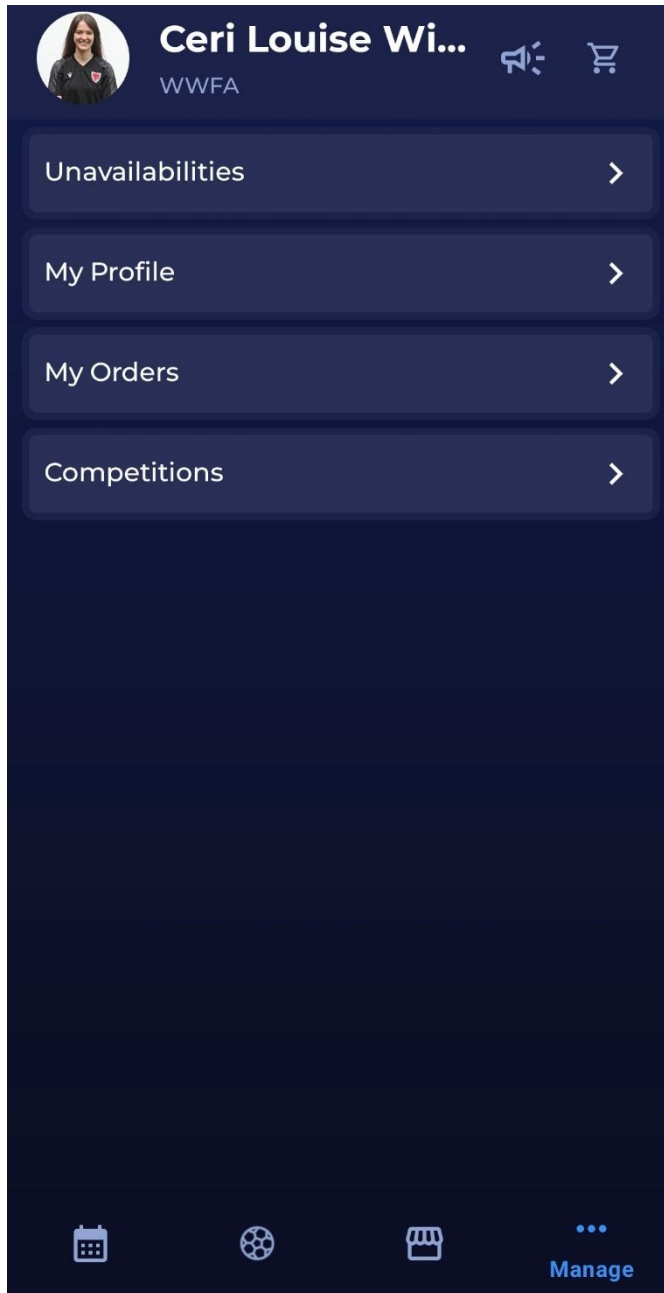 Ceri Louise Wi...
WWFA
Unavailabilities
My Profile
My Orders
Competitions
Manage